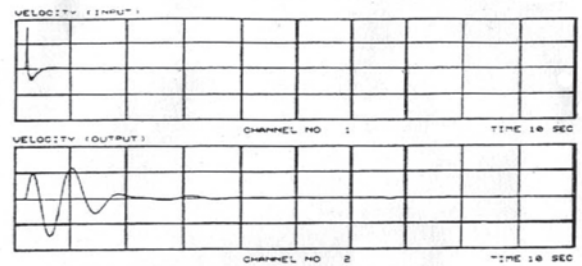 VELOCITY (INPUT)
CHANNEL NO 1 TIME 10 SEC
VELOCITY (OUTPUT)
CHANNEL NO 2 TIME 10 SEC